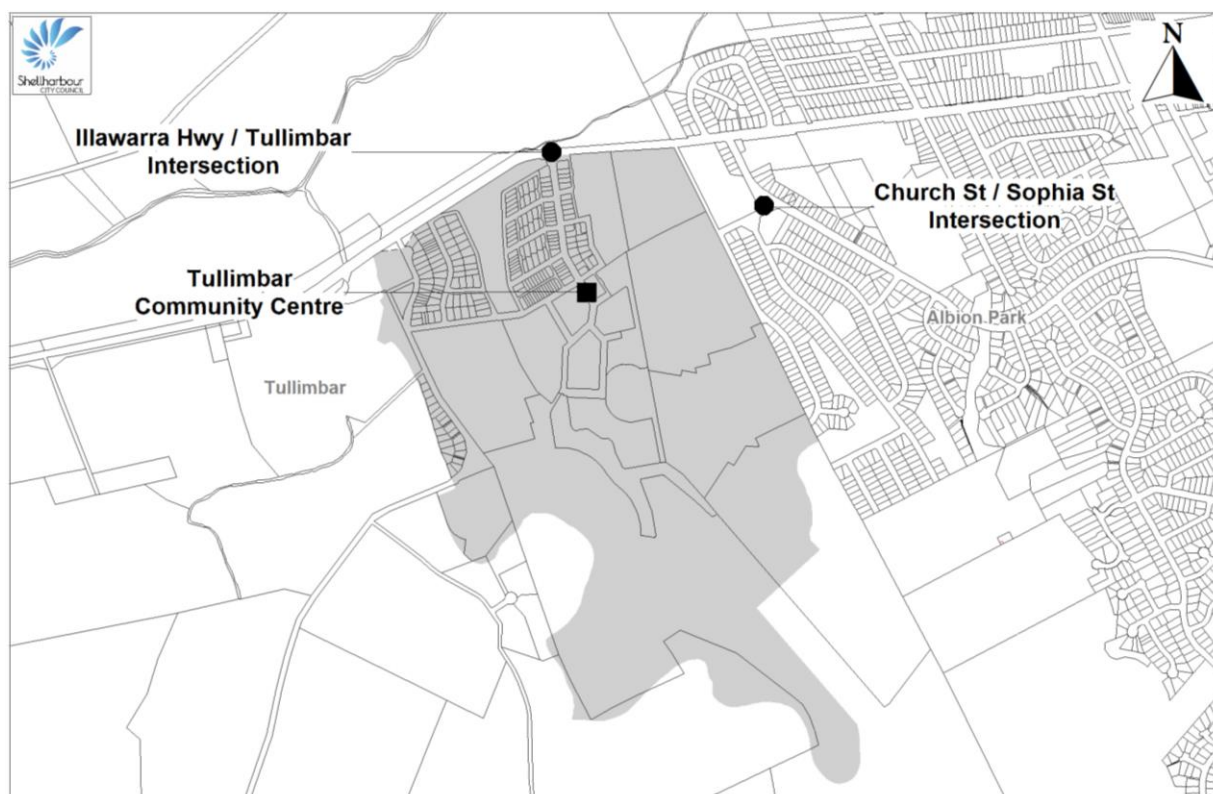 Shellharbour
CITY COUNCIL
N
Illawarra Hwy / Tullimbar
Intersection
Church St / Sophia St
Intersection
Tullimbar
Community Centre
Albion Park
Tullimbar